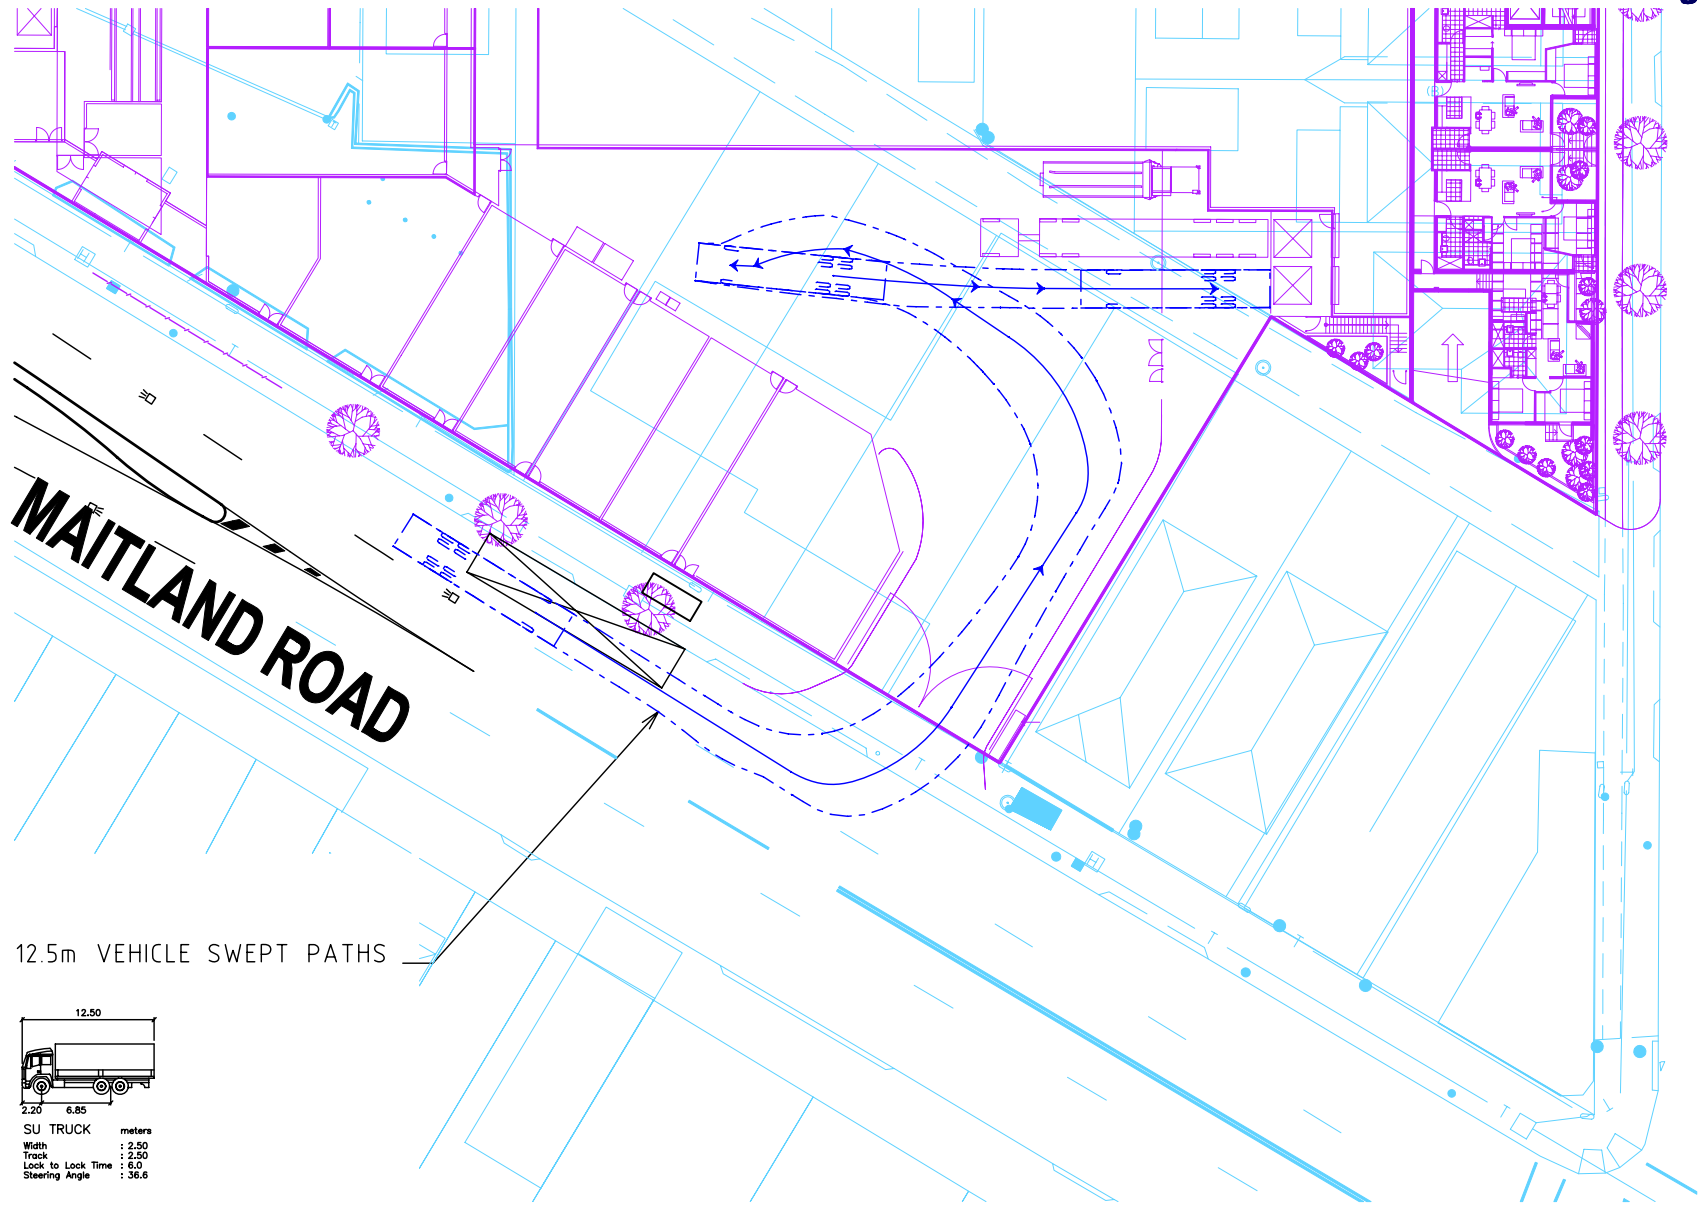 (B)
MAITLAND ROAD
12.5m VEHICLE SWEPT PATHS
12.50
2.20 6.85
SU TRUCK meters
Width : 2.50
Track : 2.50
Lock to Lock Time : 6.0
Steering Angle : 36.6